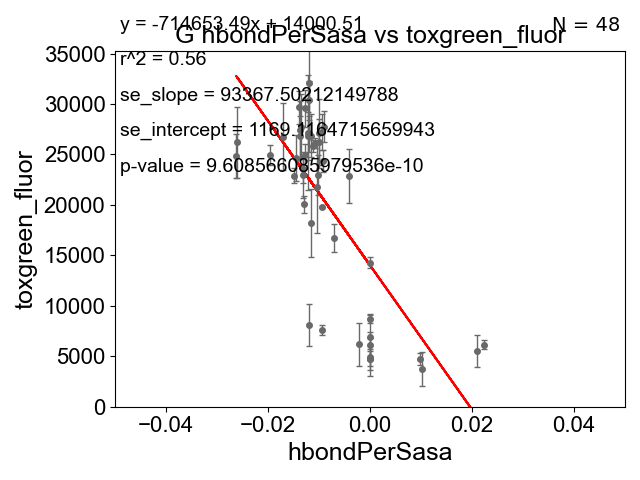 y = -714653.49x + 14000.51
N = 48
G hbondPerSasa vs toxgreen_fluor
r^2 = 0.56
se_slope = 93367.50212149788
se_intercept = 1169.1164715659943
p-value = 9.608566085979536e-10
35000
30000
25000
20000
15000
10000
5000
0
toxgreen_fluor
−0.04 −0.02 0.00 0.02 0.04
hbondPerSasa